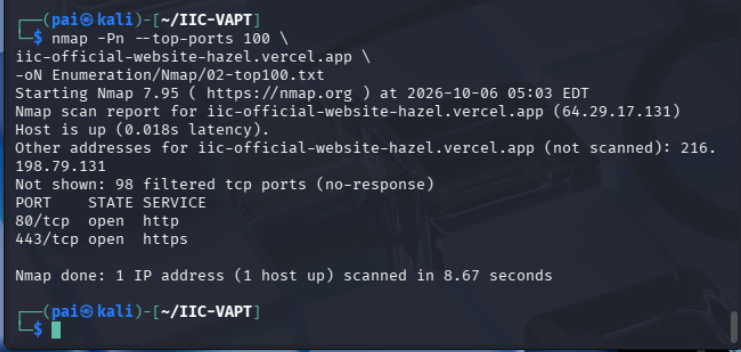 ┌──(pai㉿kali)-[~/IIC-VAPT]
└─$ nmap -Pn --top-ports 100 \
iic-official-website-hazel.vercel.app \
-oN Enumeration/Nmap/02-top100.txt
Starting Nmap 7.95 ( https://nmap.org ) at 2026-10-06 05:03 EDT
Nmap scan report for iic-official-website-hazel.vercel.app (64.29.17.131)
Host is up (0.018s latency).
Other addresses for iic-official-website-hazel.vercel.app (not scanned): 216.
198.79.131
Not shown: 98 filtered tcp ports (no-response)
PORT    STATE SERVICE
80/tcp  open  http
443/tcp open  https

Nmap done: 1 IP address (1 host up) scanned in 8.67 seconds

┌──(pai㉿kali)-[~/IIC-VAPT]
└─$